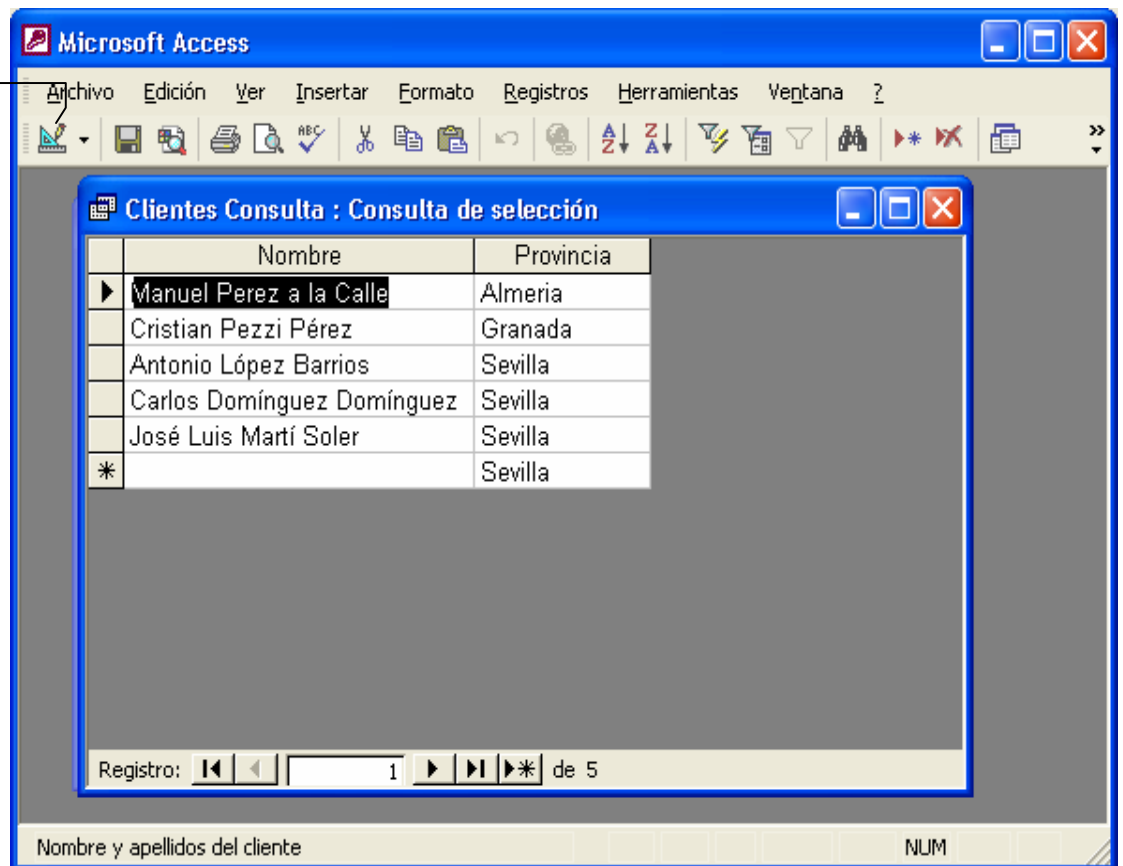 Microsoft Access
Archivo Edición Ver Insertar Formato Registros Herramientas Ventana ?
Clientes Consulta : Consulta de selección
Nombre Provincia
Manuel Perez a la Calle Almeria
Cristian Pezzi Pérez Granada
Antonio López Barrios Sevilla
Carlos Domínguez Domínguez Sevilla
José Luis Martí Soler Sevilla
Sevilla
Registro: 1 de 5
Nombre y apellidos del cliente NUM